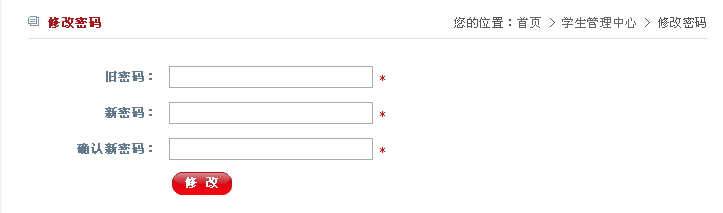 修改密码
您的位置：首页 > 学生管理中心 > 修改密码
旧密码：
*
新密码：
*
确认新密码：
*
修 改